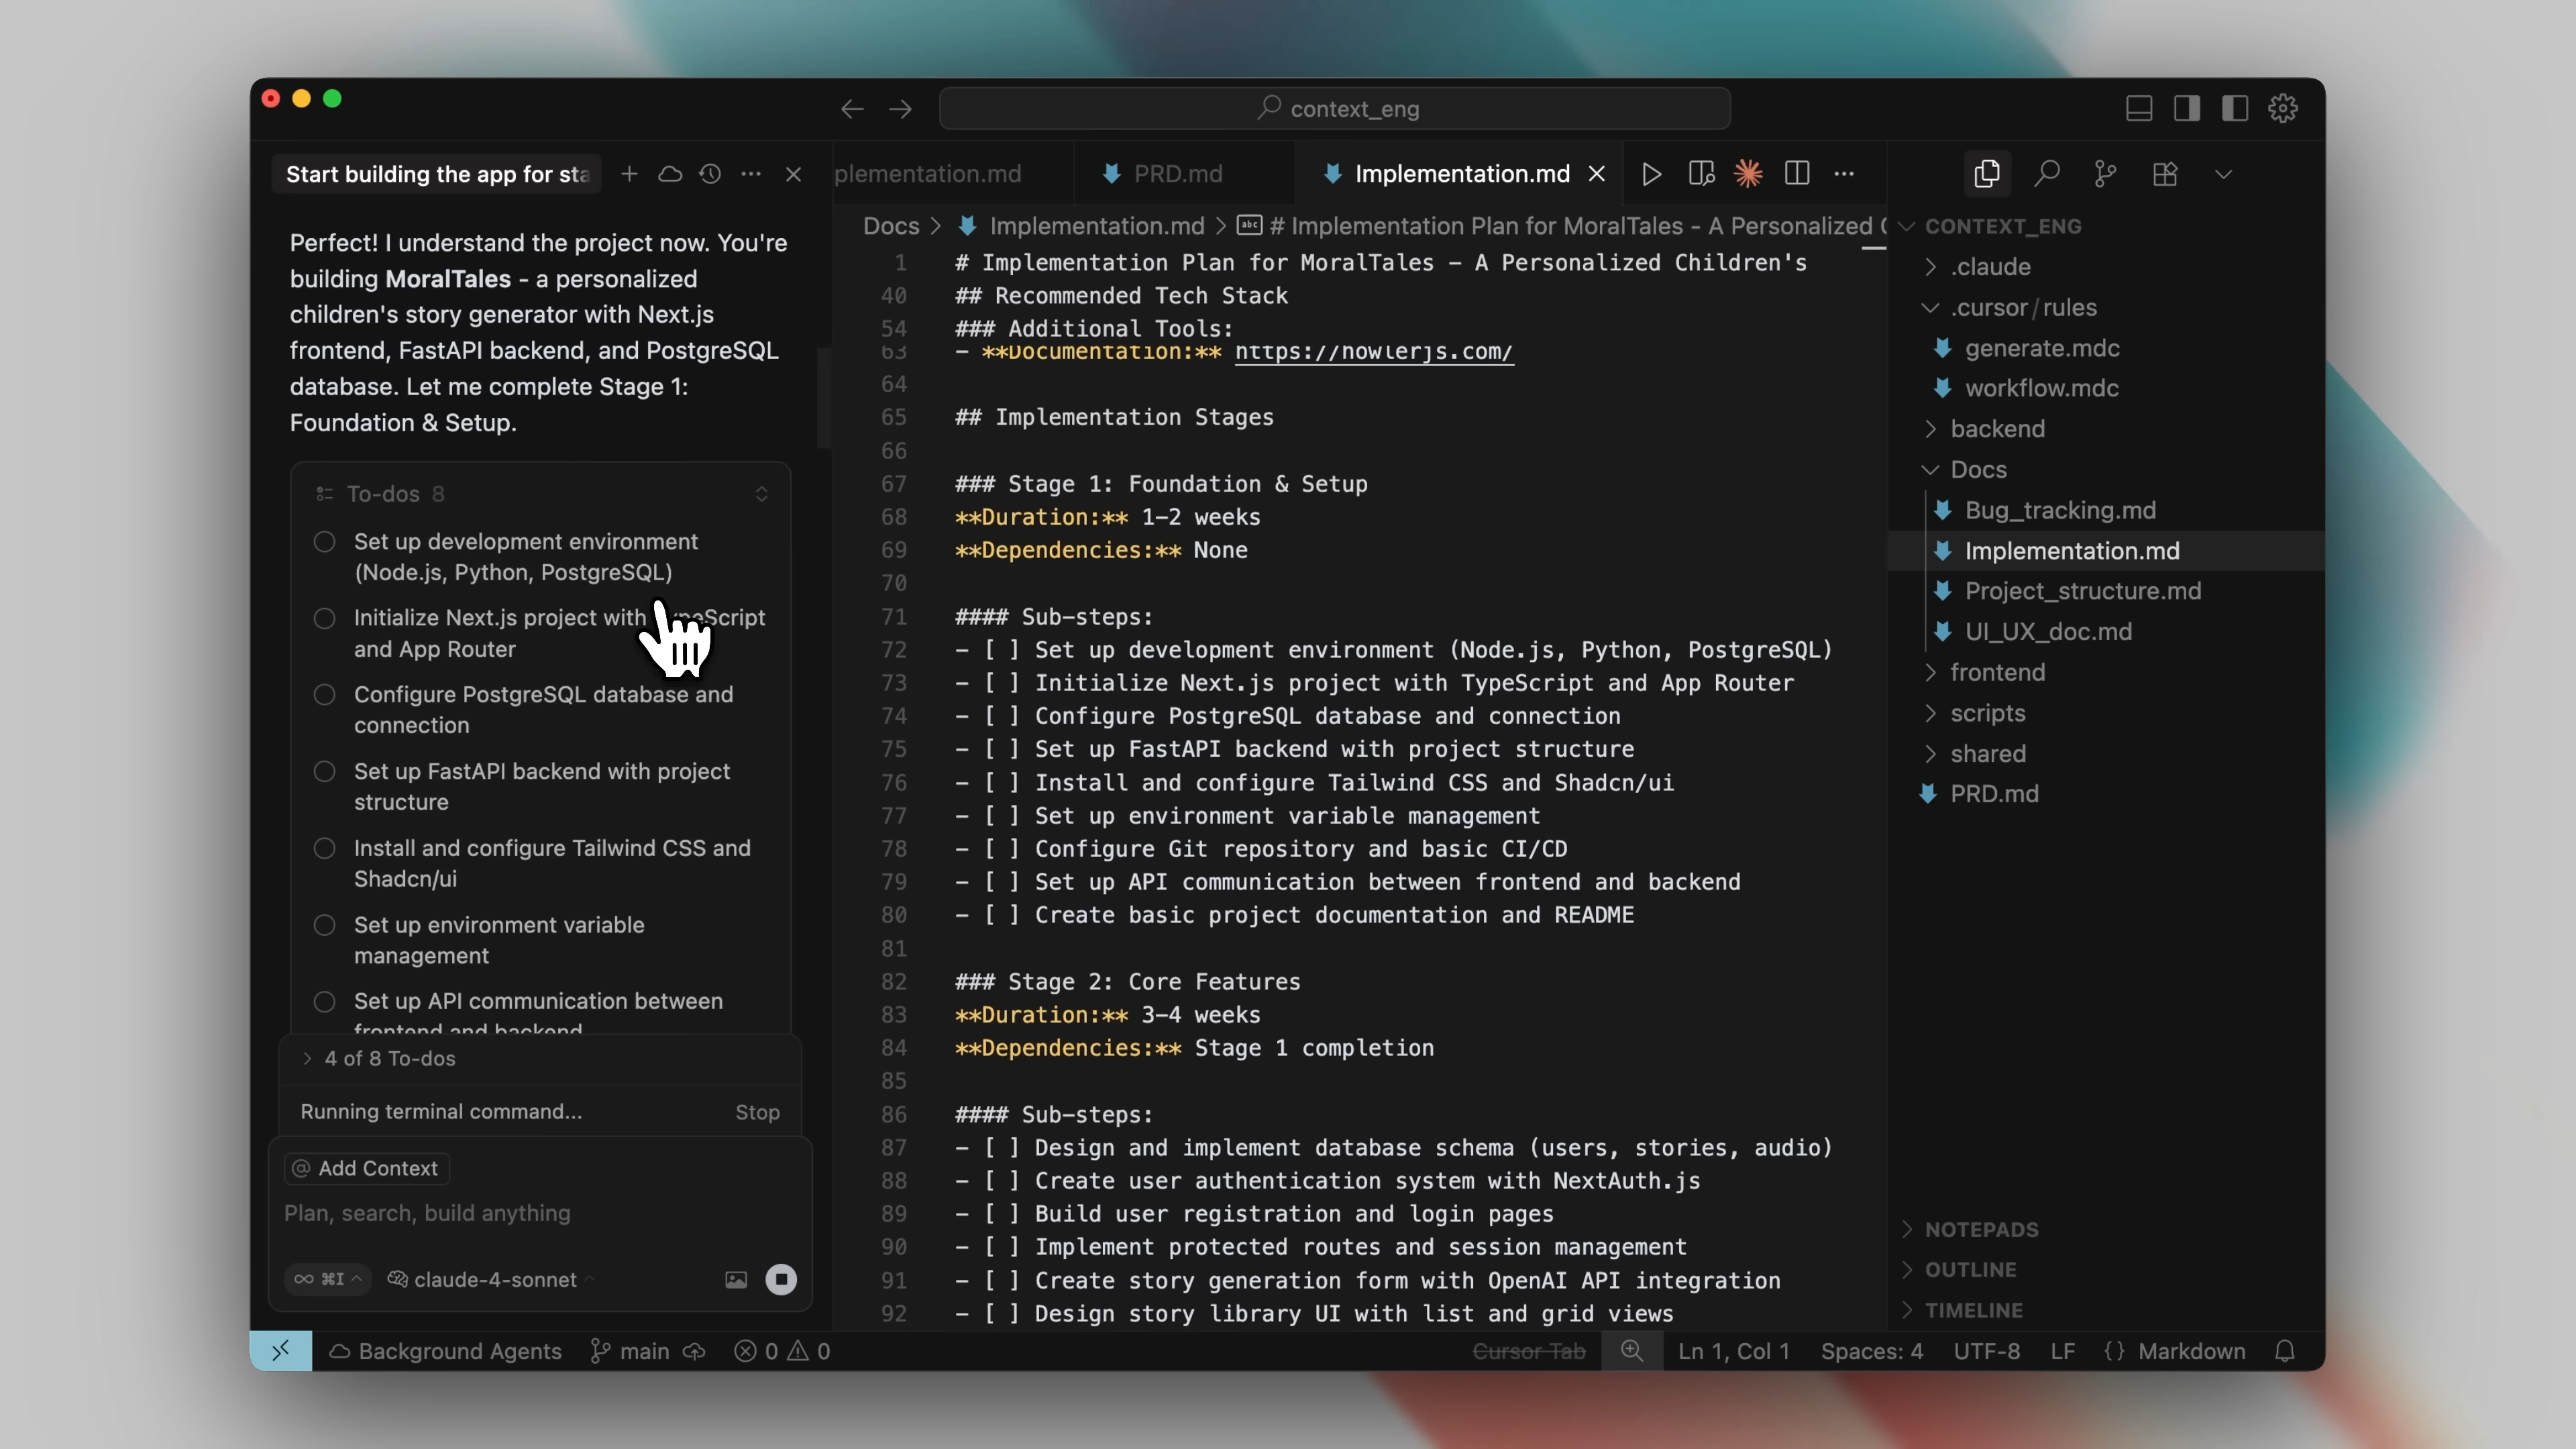 context_eng
Start building the app for sta
plementation.md
PRD.md
Implementation.md
Perfect! I understand the project now. You're
building MoralTales - a personalized
children's story generator with Next.js
frontend, FastAPI backend, and PostgreSQL
database. Let me complete Stage 1:
Foundation & Setup.
To-dos 8
Set up development environment
(Node.js, Python, PostgreSQL)
Initialize Next.js project with TypeScript
and App Router
Configure PostgreSQL database and
connection
Set up FastAPI backend with project
structure
Install and configure Tailwind CSS and
Shadcn/ui
Set up environment variable
management
Set up API communication between
frontend and backend
4 of 8 To-dos
Running terminal command...
Stop
@ Add Context
Plan, search, build anything
∞ ⌘I
claude-4-sonnet
Docs > Implementation.md > # Implementation Plan for MoralTales - A Personalized C
1 # Implementation Plan for MoralTales - A Personalized Children's
40 ## Recommended Tech Stack
54 ### Additional Tools:
63 - **Documentation:** https://howlerjs.com/
64
65 ## Implementation Stages
66
67 ### Stage 1: Foundation & Setup
68 **Duration:** 1-2 weeks
69 **Dependencies:** None
70
71 #### Sub-steps:
72 - [ ] Set up development environment (Node.js, Python, PostgreSQL)
73 - [ ] Initialize Next.js project with TypeScript and App Router
74 - [ ] Configure PostgreSQL database and connection
75 - [ ] Set up FastAPI backend with project structure
76 - [ ] Install and configure Tailwind CSS and Shadcn/ui
77 - [ ] Set up environment variable management
78 - [ ] Configure Git repository and basic CI/CD
79 - [ ] Set up API communication between frontend and backend
80 - [ ] Create basic project documentation and README
81
82 ### Stage 2: Core Features
83 **Duration:** 3-4 weeks
84 **Dependencies:** Stage 1 completion
85
86 #### Sub-steps:
87 - [ ] Design and implement database schema (users, stories, audio)
88 - [ ] Create user authentication system with NextAuth.js
89 - [ ] Build user registration and login pages
90 - [ ] Implement protected routes and session management
91 - [ ] Create story generation form with OpenAI API integration
92 - [ ] Design story library UI with list and grid views
CONTEXT_ENG
.claude
.cursor/rules
generate.mdc
workflow.mdc
backend
Docs
Bug_tracking.md
Implementation.md
Project_structure.md
UI_UX_doc.md
frontend
scripts
shared
PRD.md
NOTEPADS
OUTLINE
TIMELINE
Background Agents
main
0
0
Cursor Tab
Ln 1, Col 1
Spaces: 4
UTF-8
LF
{} Markdown